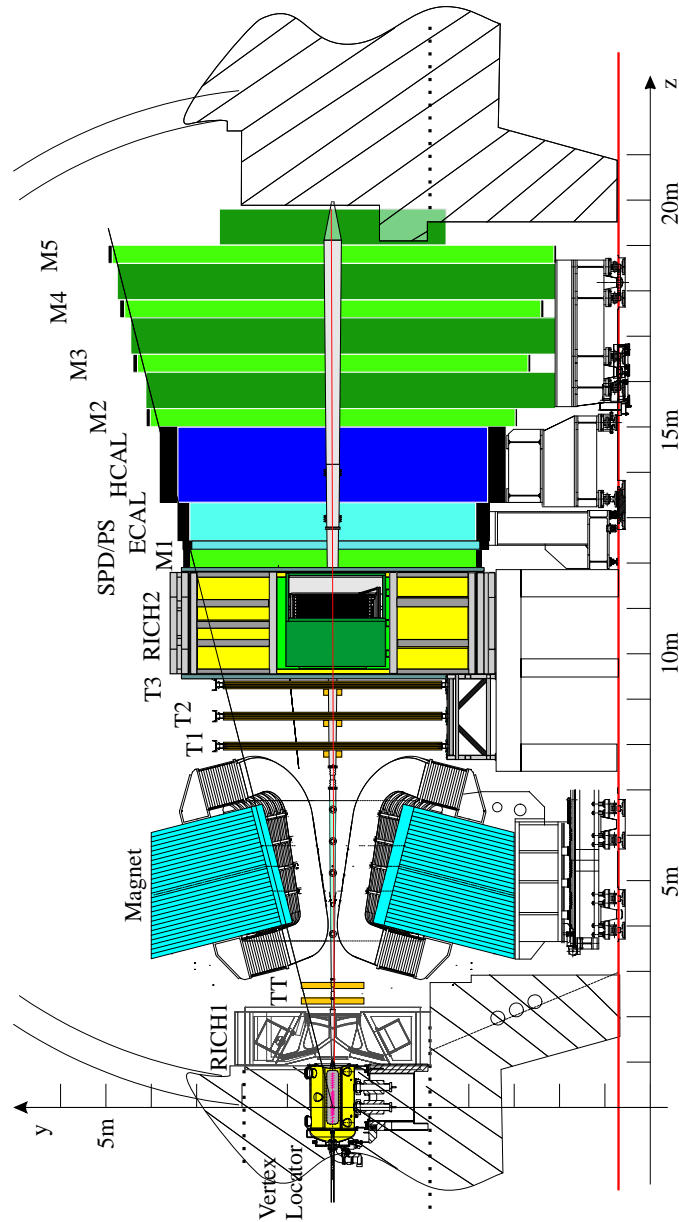 y
5m
Vertex
Locator
RICH1
TT
Magnet
T1
T2
T3
RICH2
M1
SPD/PS
ECAL
HCAL
M2
M3
M4
M5
5m
10m
15m
20m
z